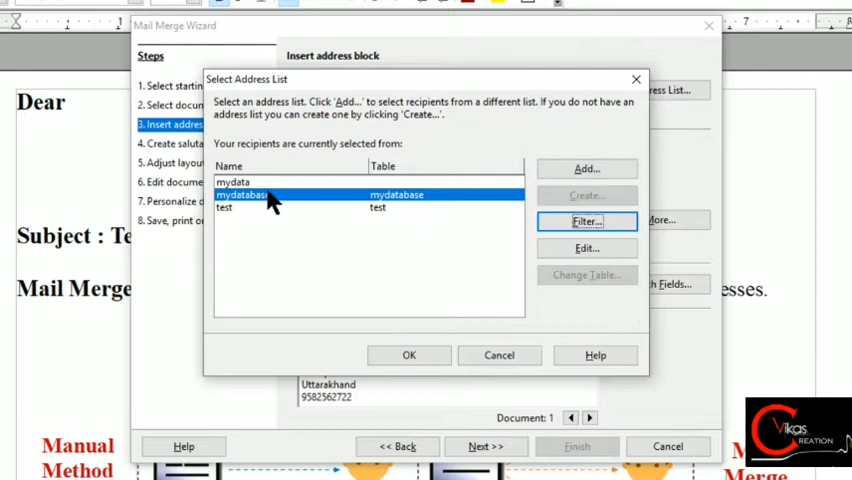 1
7
8
Mail Merge Wizard
Steps
Insert address block
Dear
1. Select startin
2. Select docum
3. Insert addres
4. Create saluta
5. Adjust layou
6. Edit docume
7. Personalize d
8. Save, print o
Select Address List
Select an address list. Click 'Add...' to select recipients from a different list. If you do not have an
address list you can create one by clicking 'Create...'.
Your recipients are currently selected from:
Name Table
mydata
mydatabase mydatabase
test test
Add...
Create...
Filter...
Edit...
Change Table...
OK Cancel Help
ress List...
More...
ch Fields...
Subject : Te
Mail Merge
esses.
Uttarakhand
9582562722
Document: 1
Help << Back Next >> Finish Cancel
Manual
Method
M
Merge
Vikas
CREATION